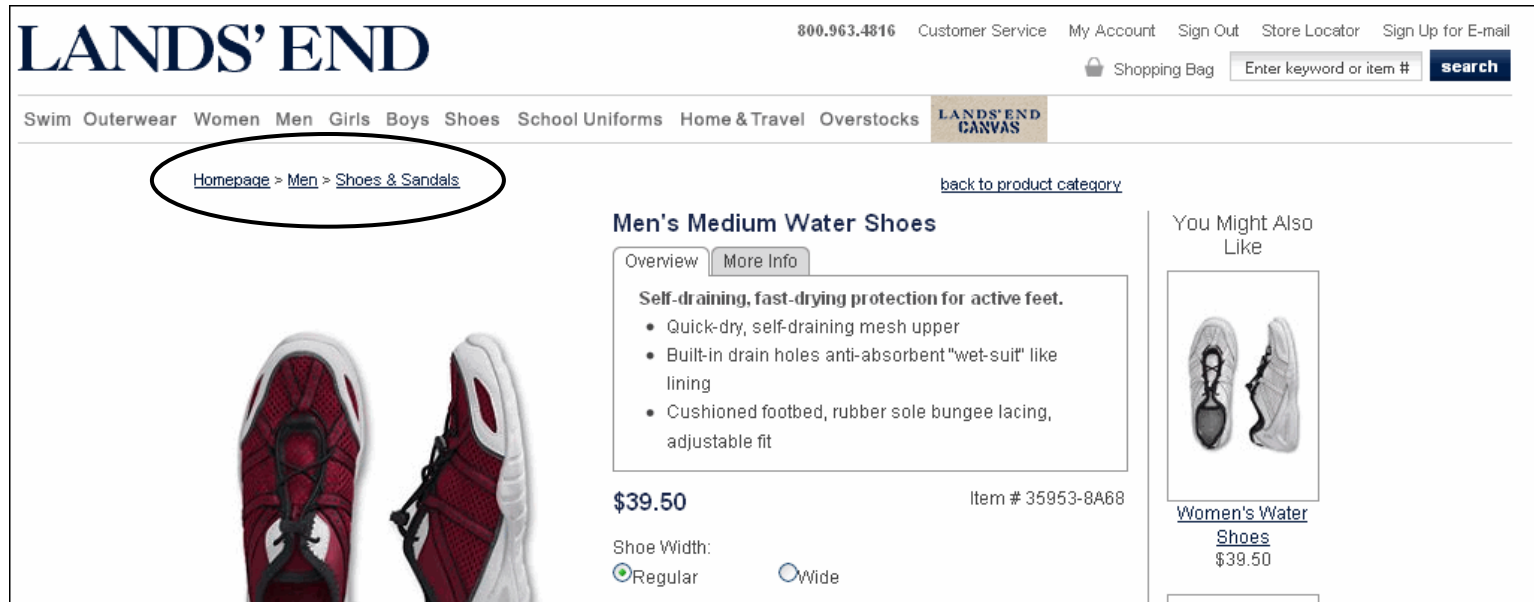 LANDS' END
800.963.4816 Customer Service My Account Sign Out Store Locator Sign Up for E-mail
Shopping Bag Enter keyword or item # search
Swim Outerwear Women Men Girls Boys Shoes School Uniforms Home & Travel Overstocks LANDS' END
CANVAS
Homepage > Men > Shoes & Sandals
back to product category
Men's Medium Water Shoes
Overview More Info
Self-draining, fast-drying protection for active feet.
• Quick-dry, self-draining mesh upper
• Built-in drain holes anti-absorbent "wet-suit" like
lining
• Cushioned footbed, rubber sole bungee lacing,
adjustable fit
$39.50 Item # 35953-8A68
Shoe Width:
Regular Wide
You Might Also
Like
Women's Water
Shoes
$39.50